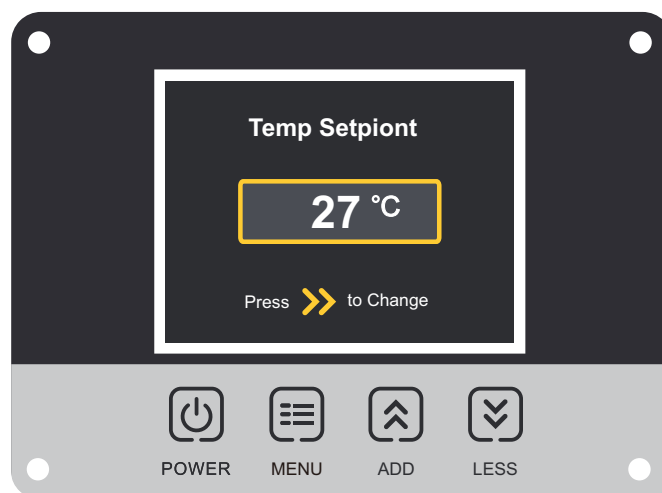 Temp Setpiont
27 °C
Press to Change
POWER MENU ADD LESS